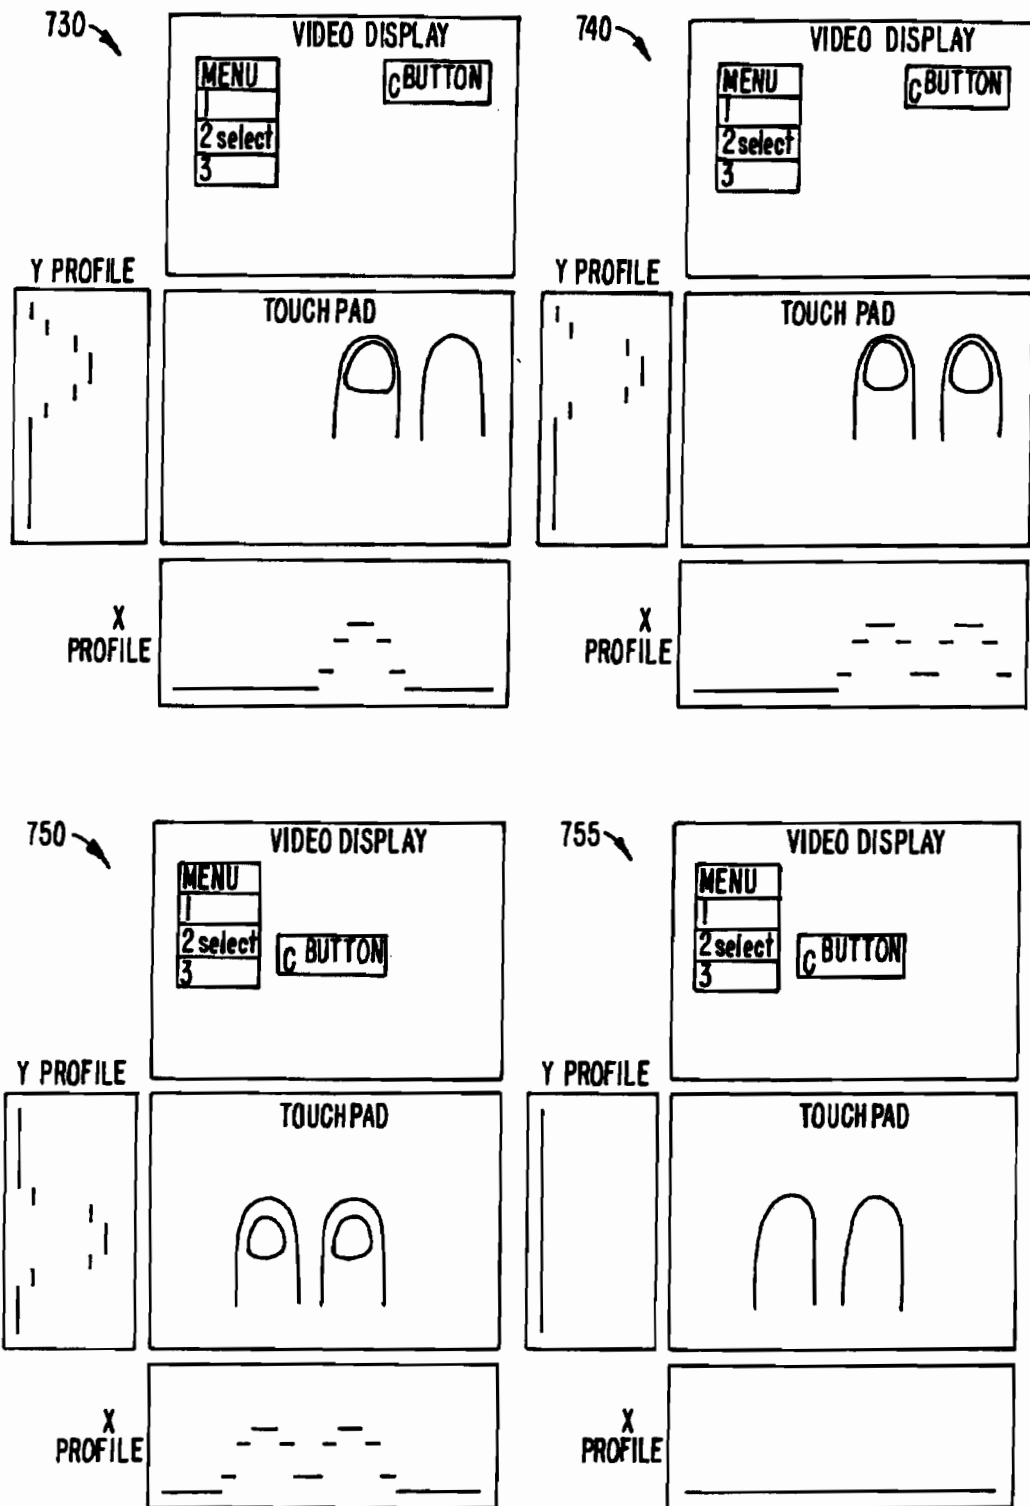 730
VIDEO DISPLAY
MENU
1
2 select
3
C BUTTON
Y PROFILE
TOUCH PAD
X
PROFILE
740
VIDEO DISPLAY
MENU
1
2 select
3
C BUTTON
Y PROFILE
TOUCH PAD
X
PROFILE
750
VIDEO DISPLAY
MENU
1
2 select
3
C BUTTON
Y PROFILE
TOUCH PAD
X
PROFILE
755
VIDEO DISPLAY
MENU
1
2 select
3
C BUTTON
Y PROFILE
TOUCH PAD
X
PROFILE